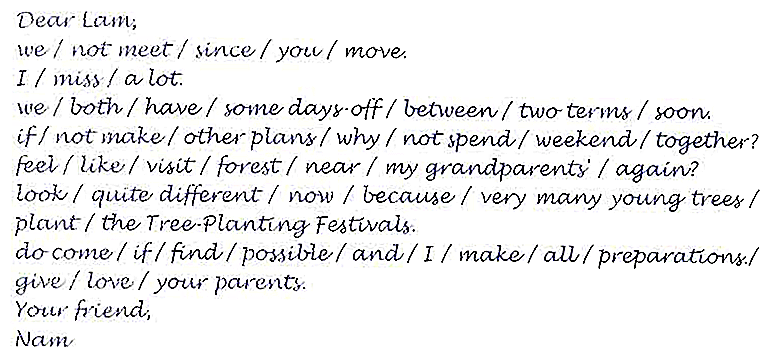 Dear Lam;
we / not meet / since / you / move.
I / miss / a lot.
we / both / have / some days-off / between / two terms / soon.
if / not make / other plans / why / not spend / weekend / together?
feel / like / visit / forest / near / my grandparents' / again?
look / quite different / now / because / very many young trees /
plant / the Tree-Planting Festivals.
do come / if / find / possible / and / I / make / all / preparations./
give / love / your parents.
Your friend,
Nam